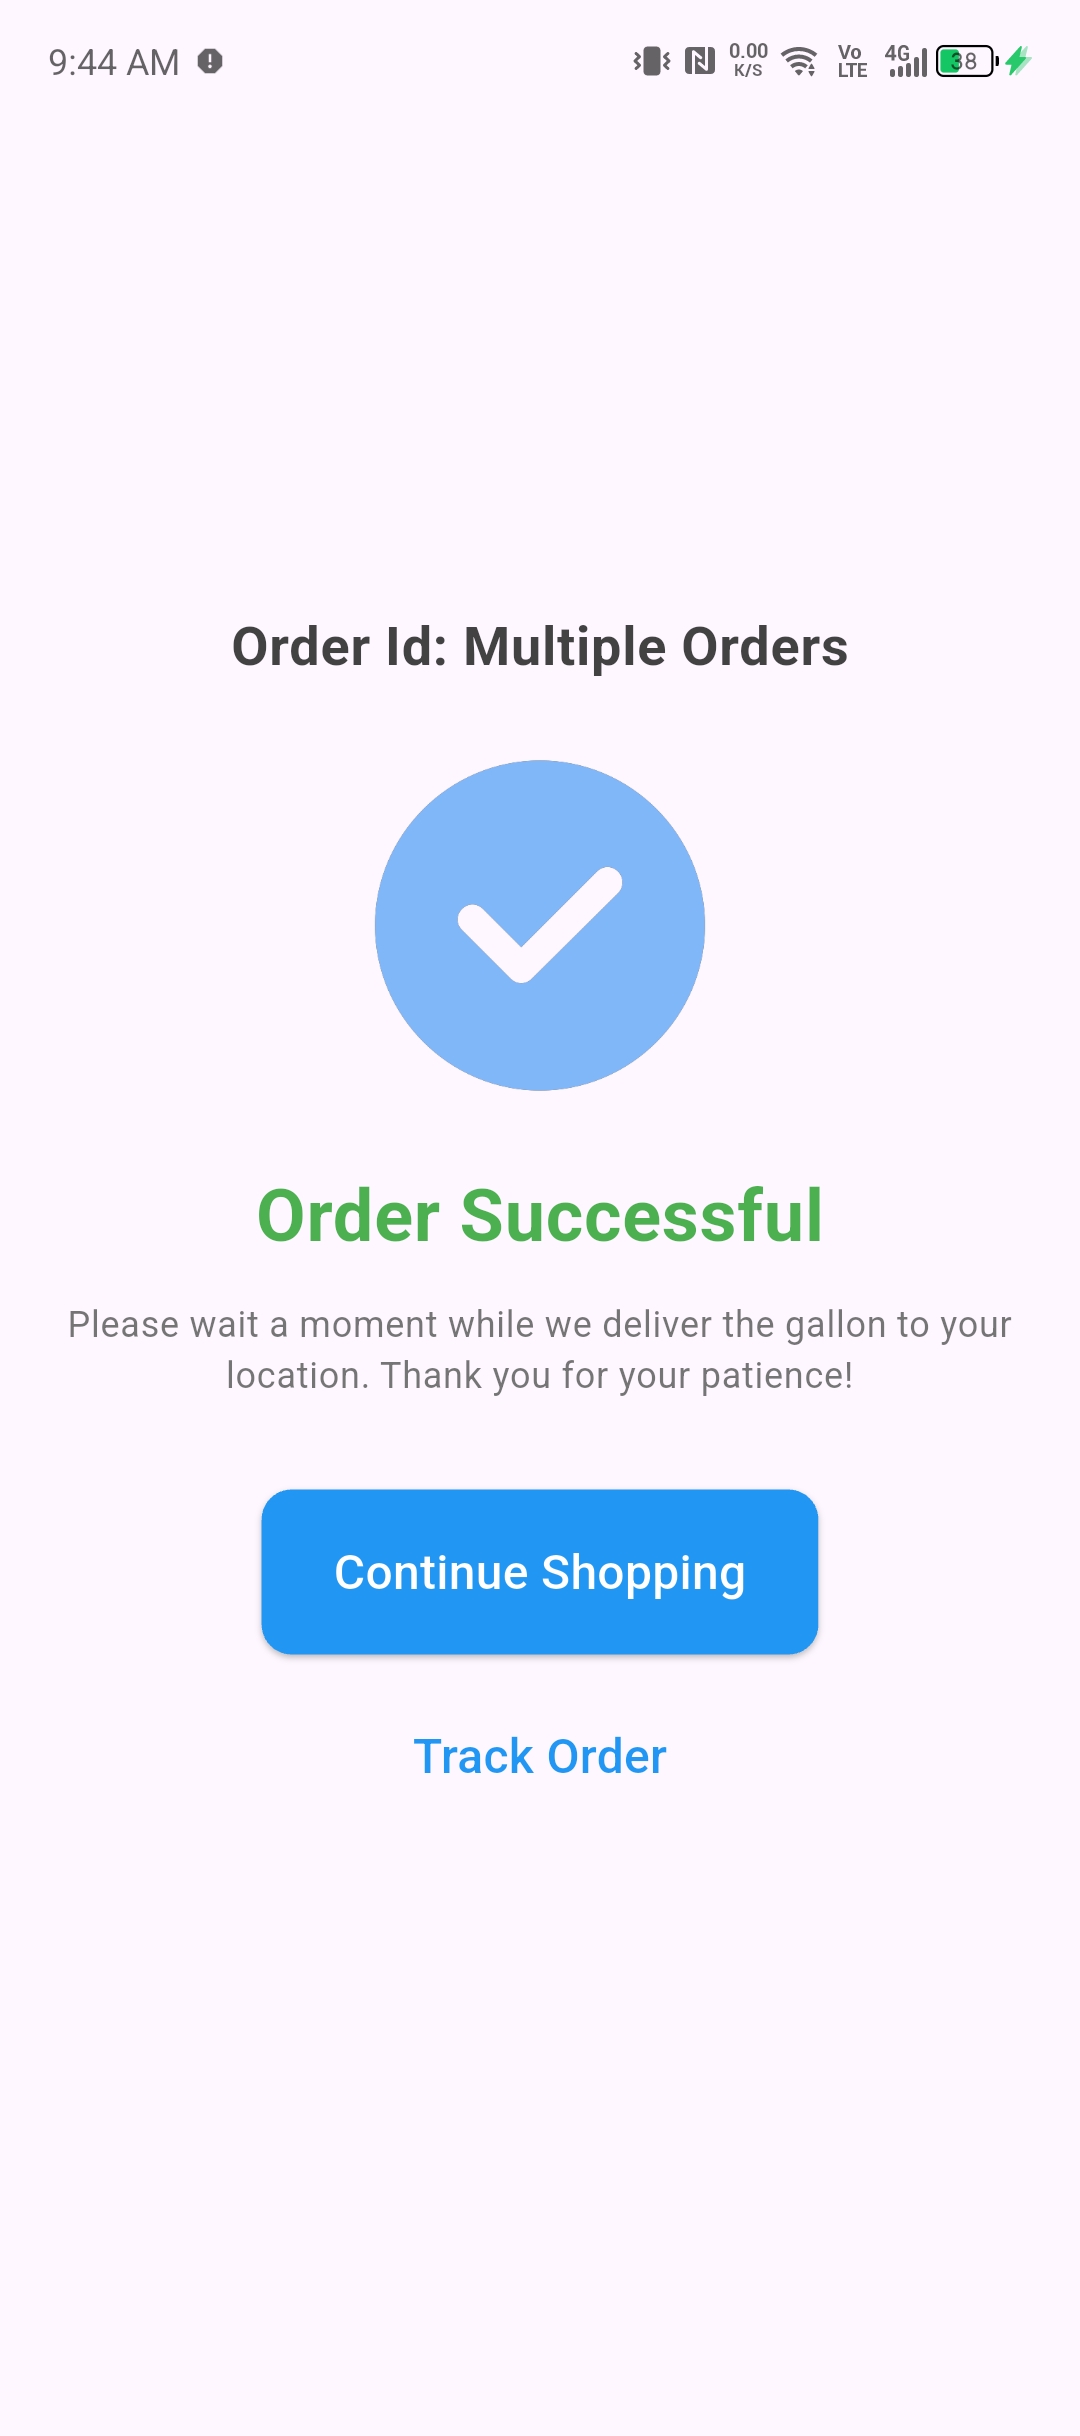 9:44 AM
0.00
K/S
Vo
LTE
4G
38
Order Id: Multiple Orders
Order Successful
Please wait a moment while we deliver the gallon to your
location. Thank you for your patience!
Continue Shopping
Track Order